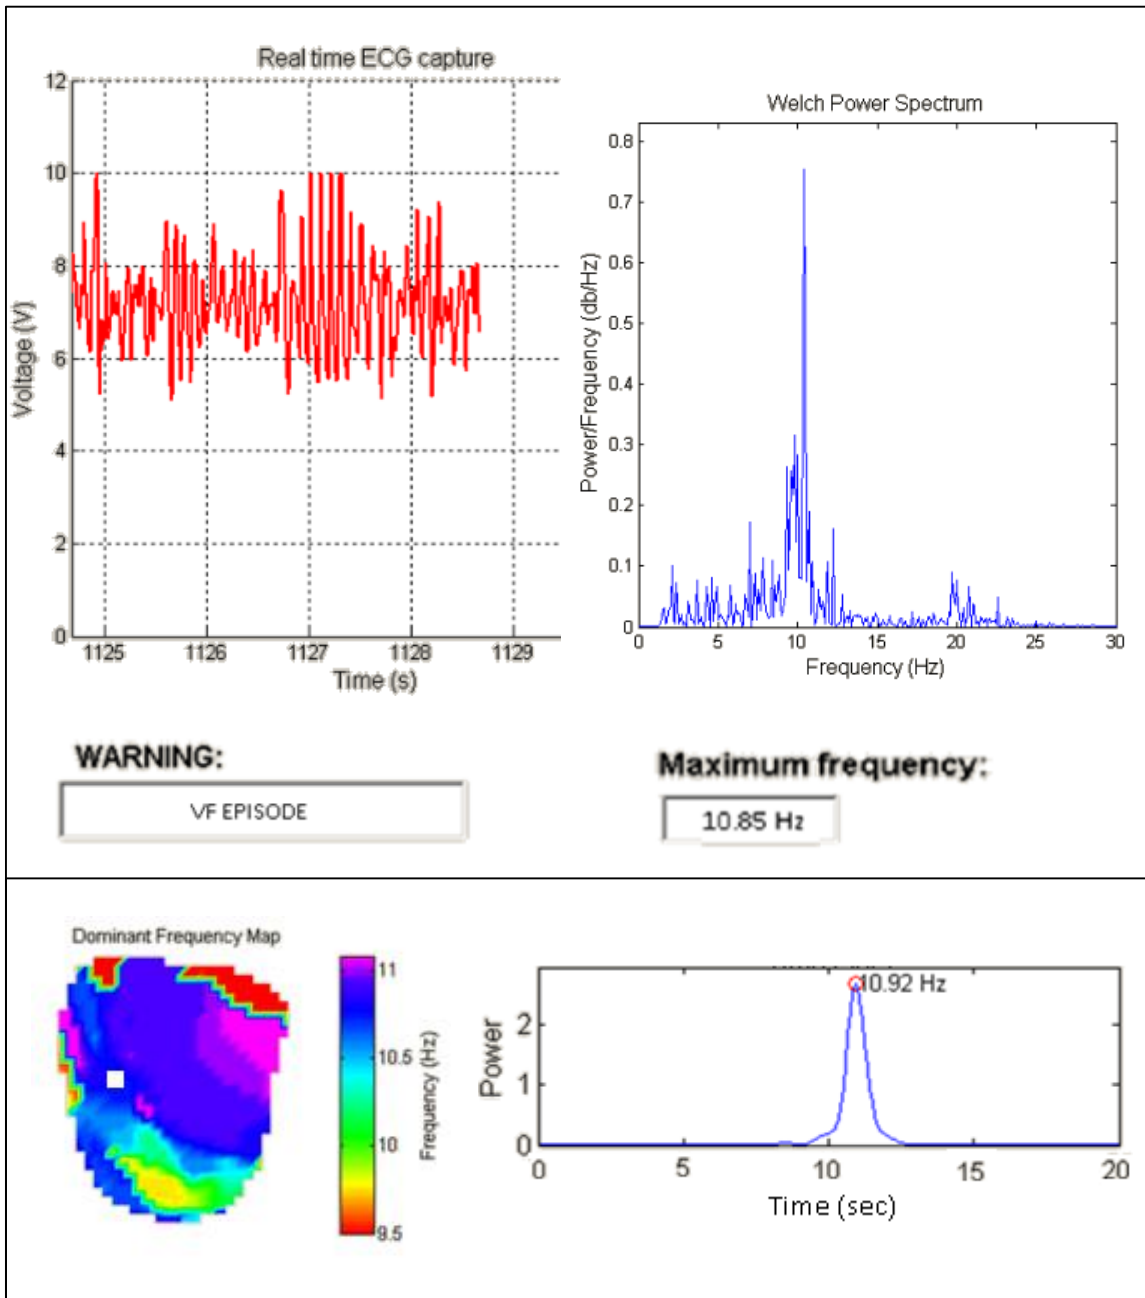 Real time ECG capture
12
10
8
6
4
2
0
Voltage (V)
1125 1126 1127 1128 1129
Time (s)
Welch Power Spectrum
0.8
0.7
0.6
0.5
0.4
0.3
0.2
0.1
0
Power/Frequency (db/Hz)
0 5 10 15 20 25 30
Frequency (Hz)
WARNING:
VF EPISODE
Maximum frequency:
10.85 Hz
Dominant Frequency Map
11
10.5
10
9.5
Frequency (Hz)
10.92 Hz
2
1
0
Power
0 5 10 15 20
Time (sec)